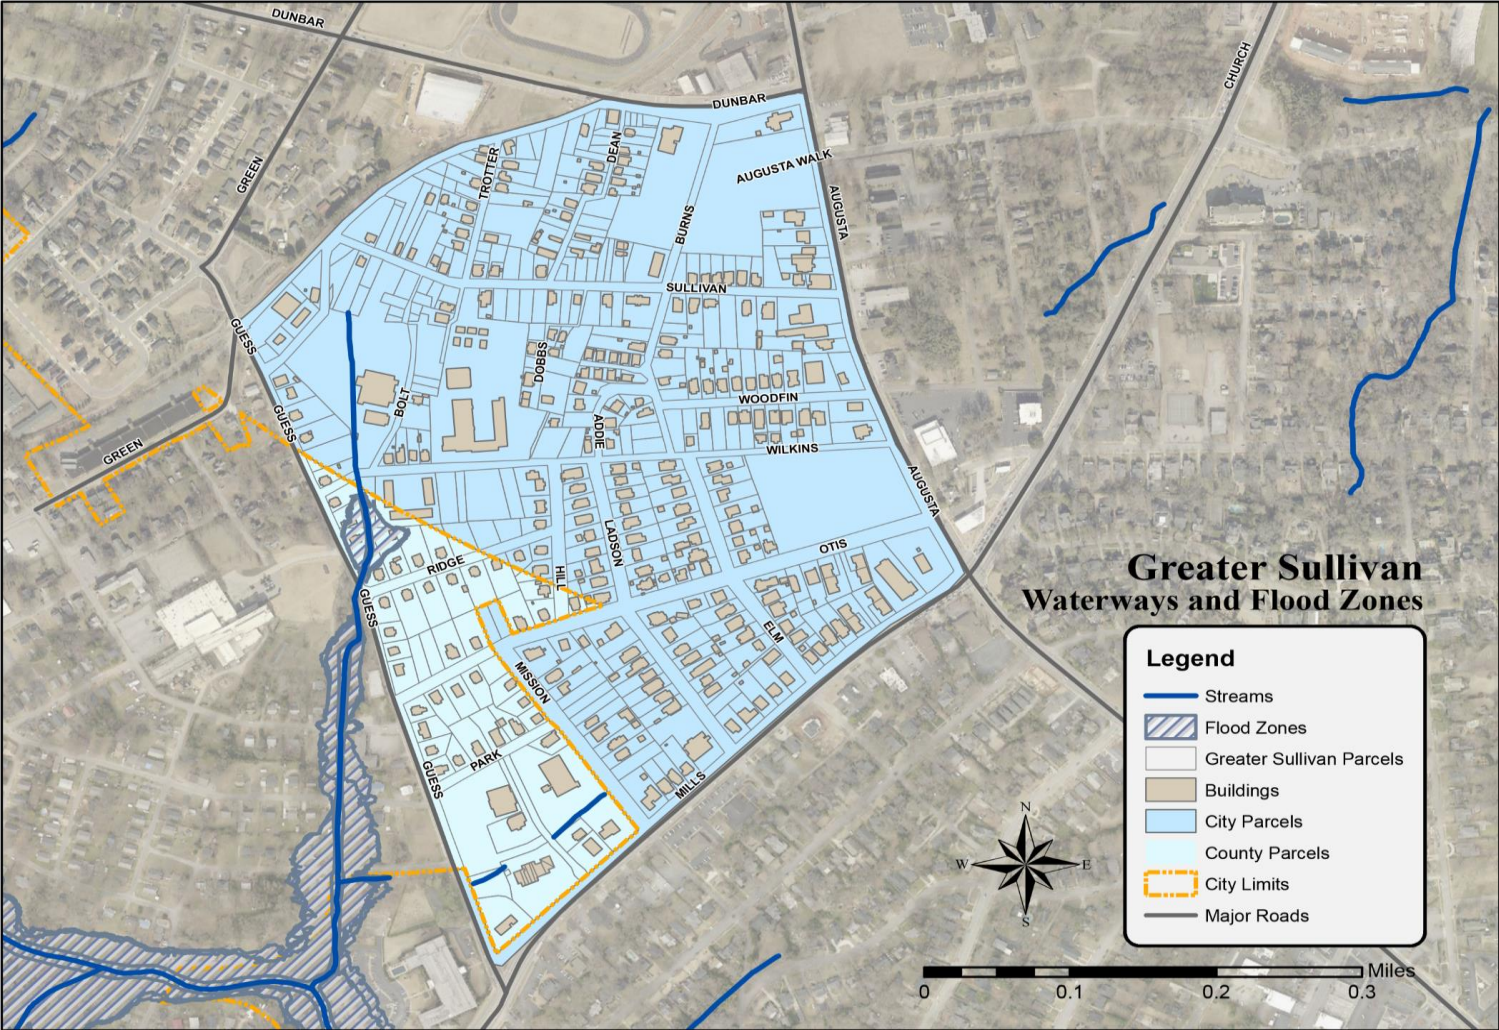 DUNBAR
CHURCH
DUNBAR
DEAN
TROTTER
AUGUSTA WALK
GREEN
AUGUSTA
BURNS
SULLIVAN
GUESS
DOBBS
BOLT
WOODFIN
GUESS
ADDIE
GREEN
WILKINS
AUGUSTA
LADSON
OTIS
RIDGE
HILL
GUESS
ELM
MISSION
PARK
GUESS
MILLS
Greater Sullivan
Waterways and Flood Zones
Legend
Streams
Flood Zones
Greater Sullivan Parcels
Buildings
City Parcels
County Parcels
City Limits
Major Roads
N
W
E
S
Miles
0
0.1
0.2
0.3